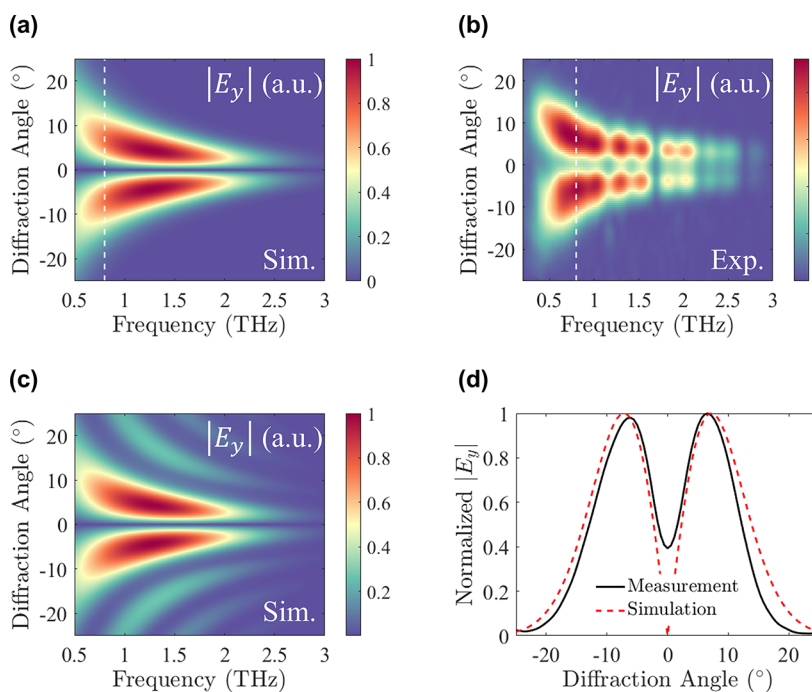 (a)
|E_y| (a.u.)
Sim.
Diffraction Angle (°)
20
10
0
-10
-20
0.5
1
1.5
2
2.5
3
Frequency (THz)
1
0.8
0.6
0.4
0.2
0
(b)
|E_y| (a.u.)
Exp.
Diffraction Angle (°)
20
10
0
-10
-20
0.5
1
1.5
2
2.5
3
Frequency (THz)
(c)
|E_y| (a.u.)
Sim.
Diffraction Angle (°)
20
10
0
-10
-20
0.5
1
1.5
2
2.5
3
Frequency (THz)
1
0.8
0.6
0.4
0.2
(d)
Normalized |E_y|
1
0.8
0.6
0.4
0.2
0
Measurement
Simulation
-20
-10
0
10
20
Diffraction Angle (°)